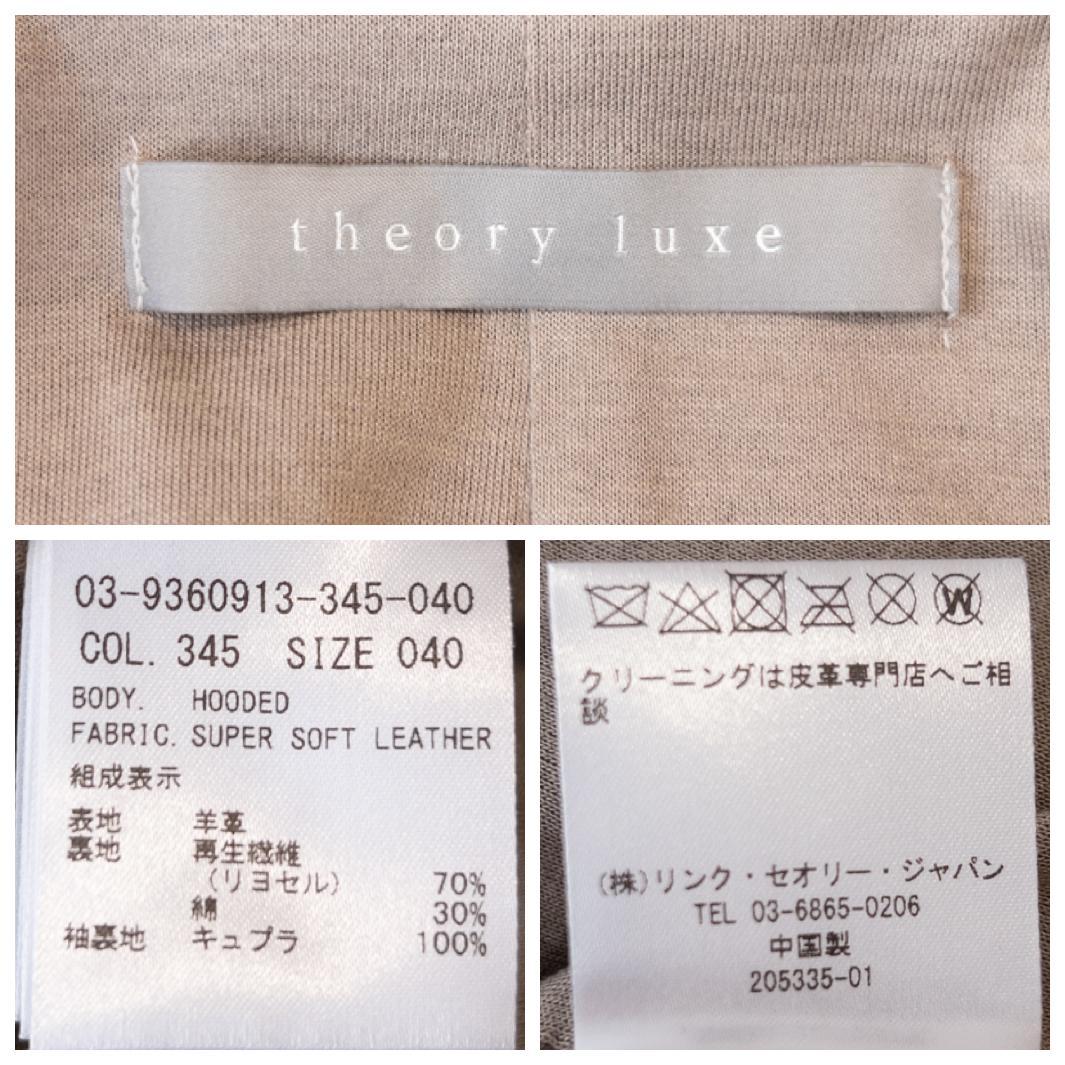 theory luxe
03-9360913-345-040
COL. 345 SIZE 040
BODY. HOODED
FABRIC. SUPER SOFT LEATHER
組成表示
表地 羊革
裏地 再生繊維
（リヨセル） 70%
綿 30%
袖裏地 キュプラ 100%
W
クリーニングは皮革専門店へご相
談
(株)リンク・セオリー・ジャパン
TEL 03-6865-0206
中国製
205335-01